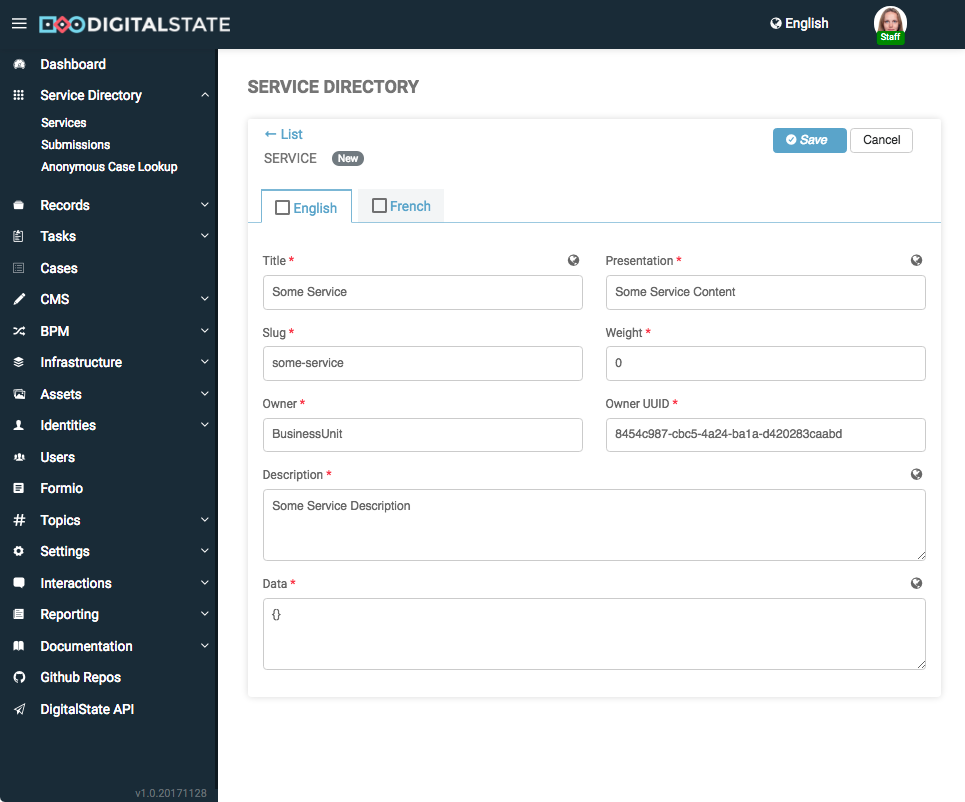 DIGITALSTATE
English
Staff
Dashboard
Service Directory
Services
Submissions
Anonymous Case Lookup
Records
Tasks
Cases
CMS
BPM
Infrastructure
Assets
Identities
Users
Formio
Topics
Settings
Interactions
Reporting
Documentation
Github Repos
DigitalState API
v1.0.20171128
SERVICE DIRECTORY
← List
SERVICE New
Save Cancel
English French
Title * Presentation *
Some Service Some Service Content
Slug * Weight *
some-service 0
Owner * Owner UUID *
BusinessUnit 8454c987-cbc5-4a24-ba1a-d420283caabd
Description *
Some Service Description
Data *
{}